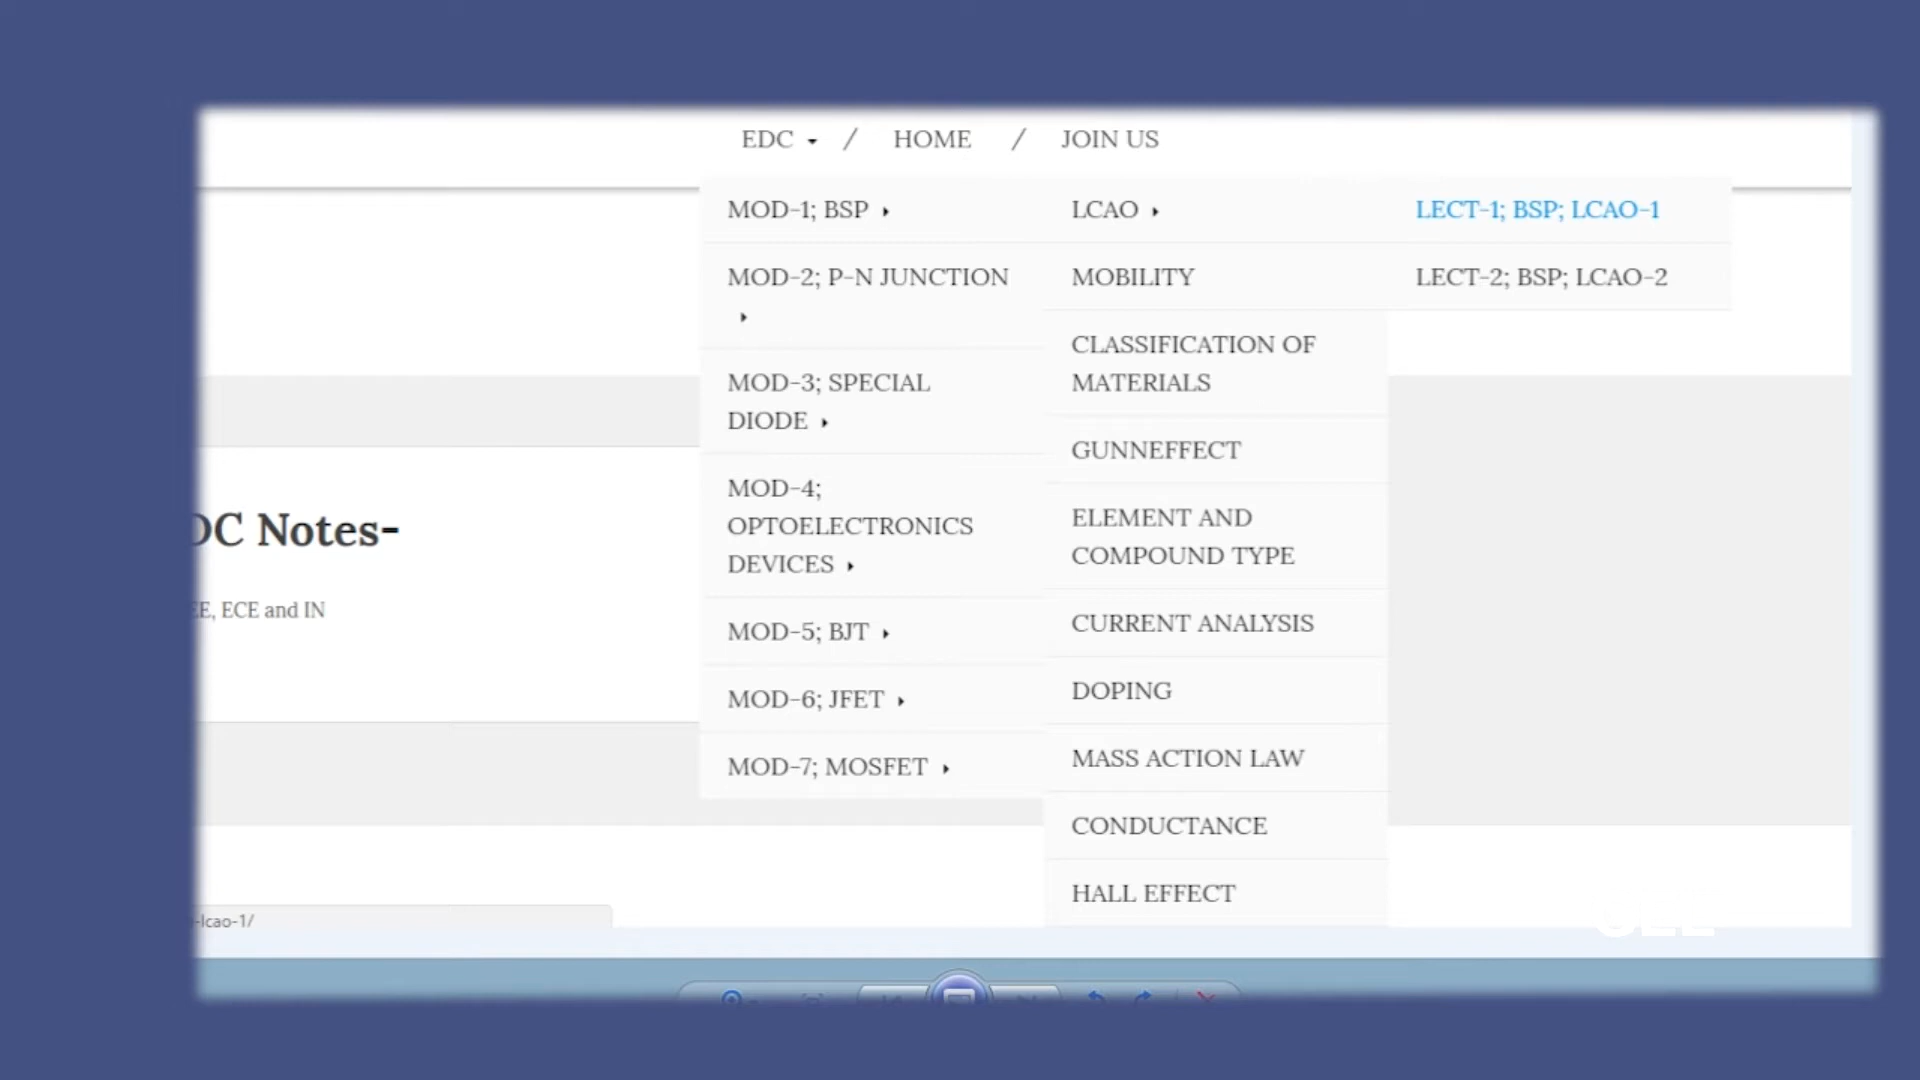 EDC / HOME / JOIN US
MOD-1; BSP
MOD-2; P-N JUNCTION
MOD-3; SPECIAL
DIODE
MOD-4;
OPTOELECTRONICS
DEVICES
MOD-5; BJT
MOD-6; JFET
MOD-7; MOSFET
LCAO
MOBILITY
CLASSIFICATION OF
MATERIALS
GUNNEFFECT
ELEMENT AND
COMPOUND TYPE
CURRENT ANALYSIS
DOPING
MASS ACTION LAW
CONDUCTANCE
HALL EFFECT
LECT-1; BSP; LCAO-1
LECT-2; BSP; LCAO-2
DC Notes-
EE, ECE and IN
-lcao-1/